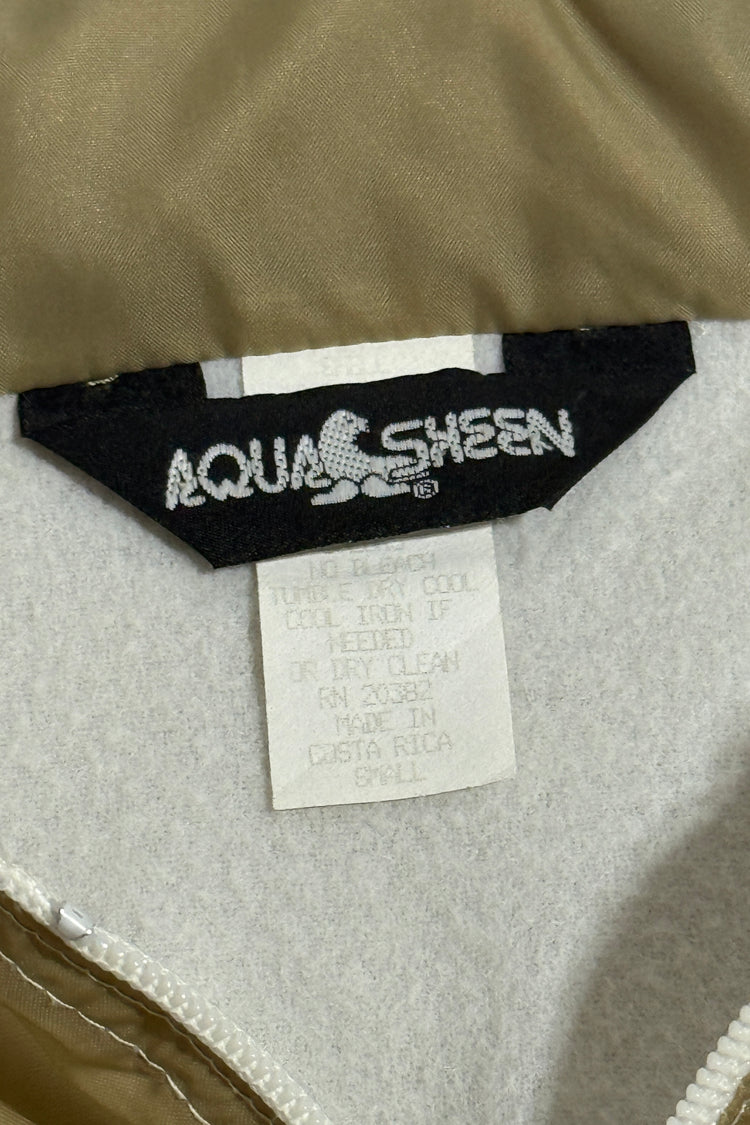 AQUA SHEEN
NO BLEACH
TUMBLE DRY COOL
COOL IRON IF
NEEDED
OR DRY CLEAN
RN 20382
MADE IN
COSTA RICA
SMALL